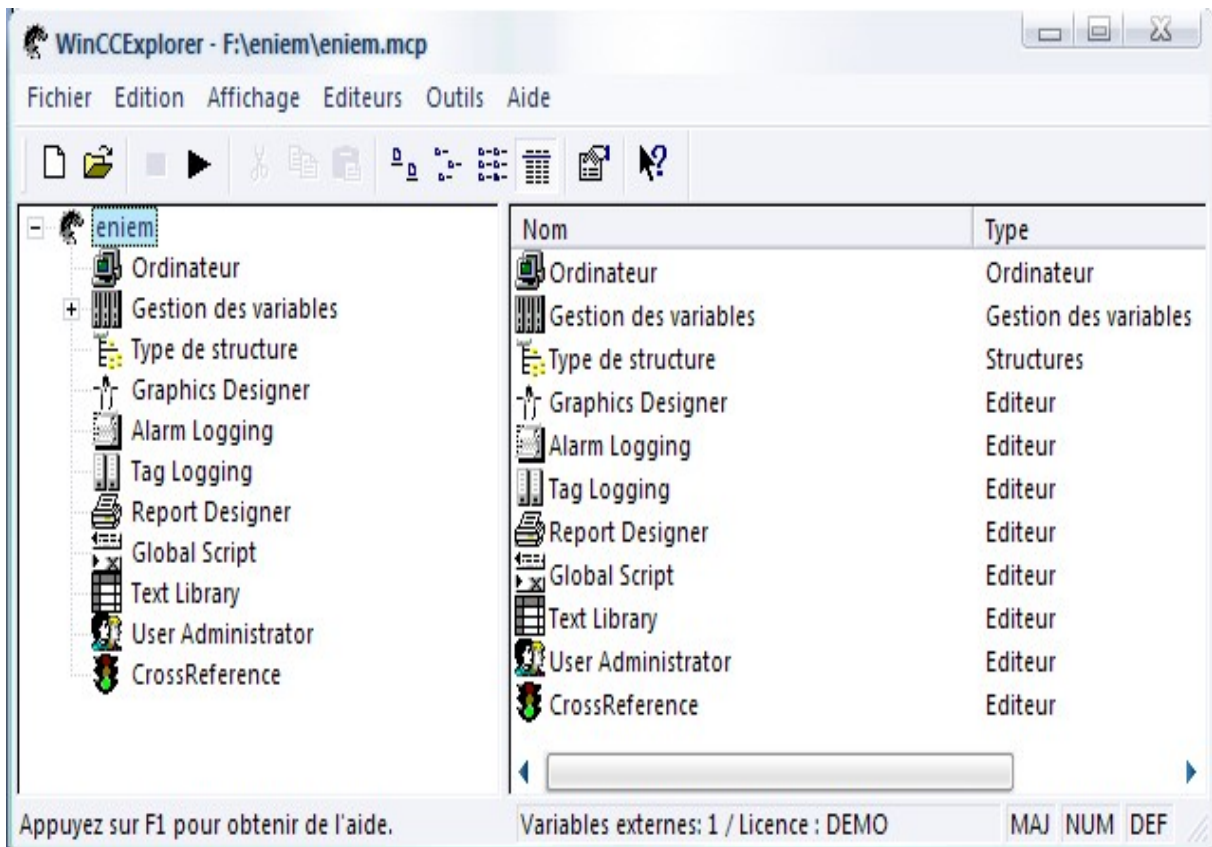 WinCCExplorer - F:\eniem\eniem.mcp
Fichier Edition Affichage Editeurs Outils Aide
eniem
Ordinateur
Gestion des variables
Type de structure
Graphics Designer
Alarm Logging
Tag Logging
Report Designer
Global Script
Text Library
User Administrator
CrossReference
Nom Type
Ordinateur Ordinateur
Gestion des variables Gestion des variables
Type de structure Structures
Graphics Designer Editeur
Alarm Logging Editeur
Tag Logging Editeur
Report Designer Editeur
Global Script Editeur
Text Library Editeur
User Administrator Editeur
CrossReference Editeur
Appuyez sur F1 pour obtenir de l'aide. Variables externes: 1 / Licence : DEMO MAJ NUM DEF